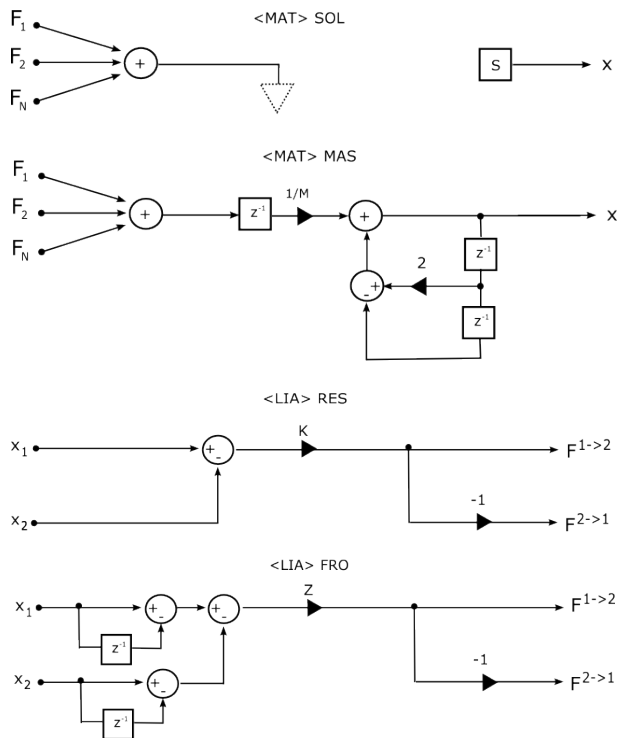 <MAT> SOL
F1
F2
FN
+
S
x
<MAT> MAS
F1
F2
FN
+
z-1
1/M
+
x
z-1
2
+
-
z-1
<LIA> RES
x1
+
-
K
F1->2
x2
-1
F2->1
<LIA> FRO
x1
+
-
+
-
Z
F1->2
z-1
x2
+
-
-1
F2->1
z-1